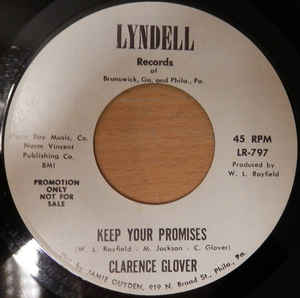 LYNDELL
Records
of
Brunswick, Ga. and Phila., Pa.
Bay Music, Co.
Norm Vincent
Publishing Co.
BMI
45 RPM
LR-797
Produced by
W. L. Rayfield
PROMOTION
ONLY
NOT FOR
SALE
KEEP YOUR PROMISES
(W. L. Rayfield - M. Jackson - C. Glover)
CLARENCE GLOVER
by JAMIE GUYDEN, 919 N. Broad St., Phila., Pa.